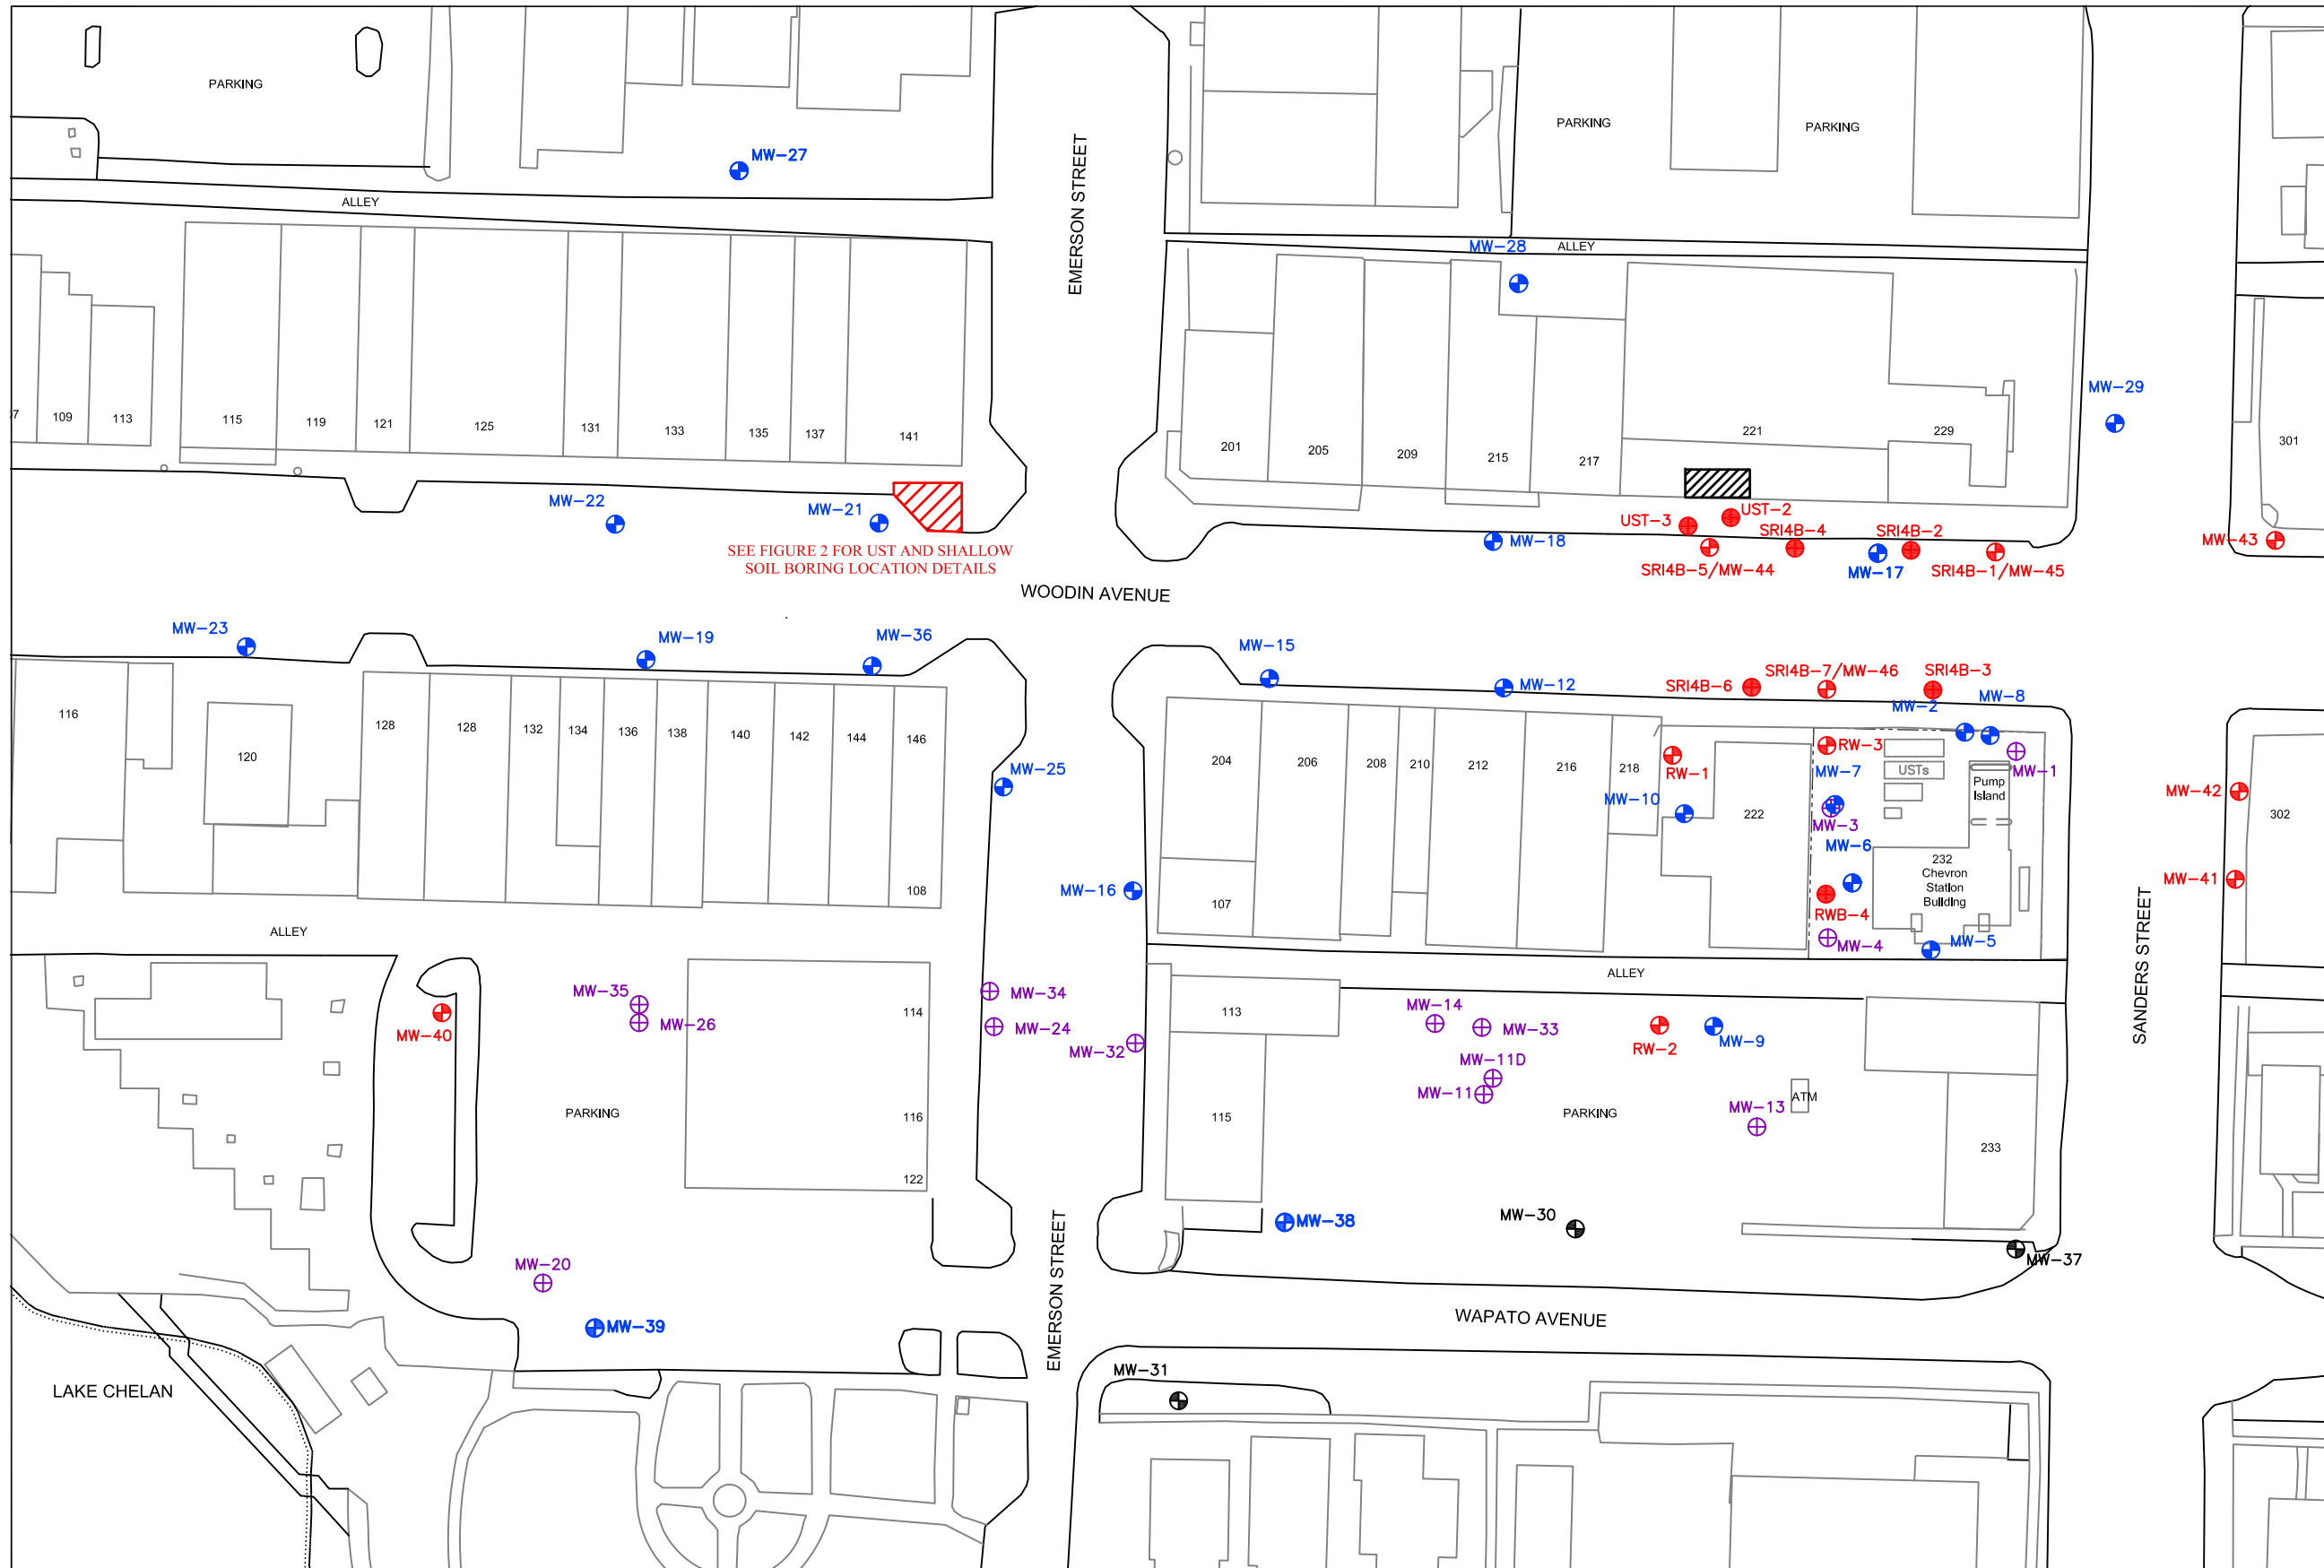 PARKING
PARKING
PARKING
MW-27
EMERSON STREET
ALLEY
MW-28
ALLEY
MW-29
7
109
113
115
119
121
125
131
133
135
137
141
201
205
209
215
217
221
229
301
MW-22
MW-21
SEE FIGURE 2 FOR UST AND SHALLOW
SOIL BORING LOCATION DETAILS
MW-18
UST-3
UST-2
SRI4B-4
SRI4B-2
SRI4B-5/MW-44
MW-17
SRI4B-1/MW-45
MW-43
WOODIN AVENUE
MW-23
MW-19
MW-36
MW-15
MW-12
SRI4B-6
SRI4B-7/MW-46
SRI4B-3
MW-2
MW-8
116
120
128
128
132
134
136
138
140
142
144
146
108
MW-25
MW-16
204
206
208
210
212
216
218
107
RW-1
MW-10
222
RW-3
MW-7
MW-3
MW-6
RWB-4
MW-4
USTs
Pump
Island
MW-1
232
Chevron
Station
Building
MW-5
MW-42
302
MW-41
SANDERS STREET
ALLEY
ALLEY
MW-40
MW-35
MW-26
114
116
122
PARKING
MW-34
MW-24
MW-32
113
115
MW-14
MW-33
MW-11D
MW-11
RW-2
MW-9
PARKING
ATM
MW-13
233
MW-20
MW-39
MW-38
MW-30
MW-37
EMERSON STREET
WAPATO AVENUE
LAKE CHELAN
MW-31